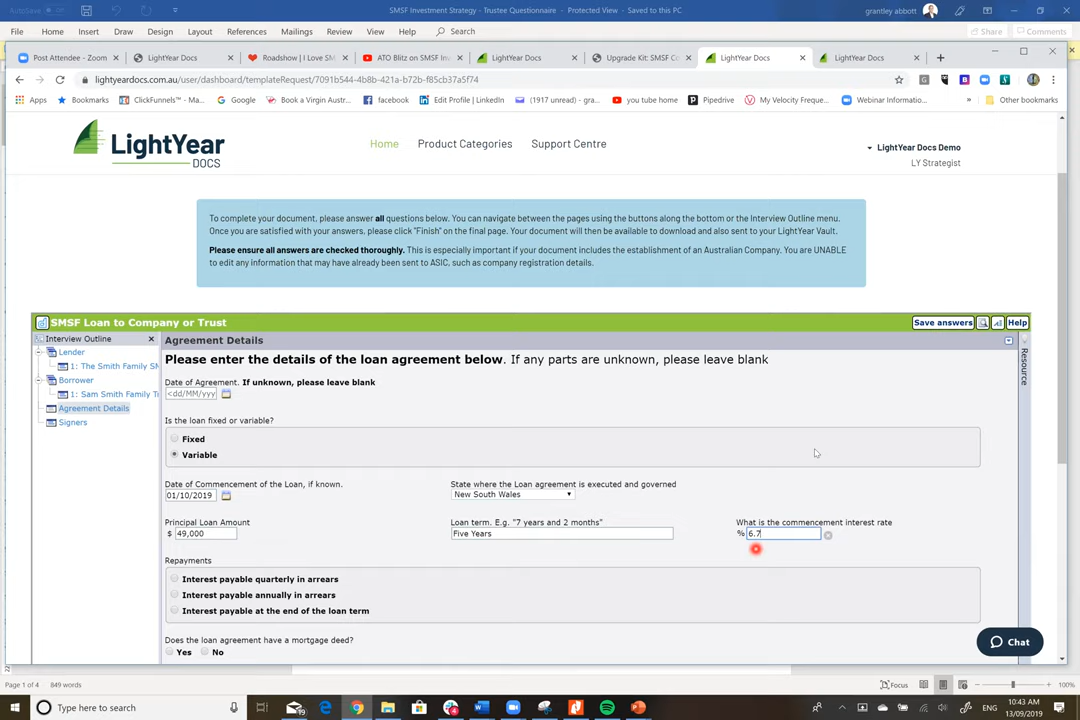 AutoSave
SMSF Investment Strategy - Trustee Questionnaire - Protected View - Saved to this PC
grantley abbott
File Home Insert Draw Design Layout References Mailings Review View Help Search Share Comments
Post Attendee - Zoom
LightYear Docs
Roadshow | I Love SM
ATO Blitz on SMSF Inv
LightYear Docs
Upgrade Kit: SMSF Co
LightYear Docs
LightYear Docs
lightyeardocs.com.au/user/dashboard/templateRequest/7091b544-4b8b-421a-b72b-f85cb37a5f74
Apps Bookmarks ClickFunnels™ - Ma... Google Book a Virgin Austr... facebook Edit Profile | LinkedIn (1917 unread) - gra... you tube home Pipedrive My Velocity Freque... Webinar Informatio... » Other bookmarks
LightYear
DOCS
Home Product Categories Support Centre
LightYear Docs Demo
LY Strategist
To complete your document, please answer all questions below. You can navigate between the pages using the buttons along the bottom or the Interview Outline menu.
Once you are satisfied with your answers, please click "Finish" on the final page. Your document will then be available to download and also sent to your LightYear Vault.
Please ensure all answers are checked thoroughly. This is especially important if your document includes the establishment of an Australian Company. You are UNABLE
to edit any information that may have already been sent to ASIC, such as company registration details.
SMSF Loan to Company or Trust
Save answers Help
Interview Outline
Lender
1: The Smith Family SM
Borrower
1: Sam Smith Family T
Agreement Details
Signers
Agreement Details
Resource
Please enter the details of the loan agreement below. If any parts are unknown, please leave blank
Date of Agreement. If unknown, please leave blank
<dd/MM/yyy
Is the loan fixed or variable?
Fixed
Variable
Date of Commencement of the Loan, if known.
01/10/2019
State where the Loan agreement is executed and governed
New South Wales
Principal Loan Amount
$ 49,000
Loan term. E.g. "7 years and 2 months"
Five Years
What is the commencement interest rate
% 6.7
Repayments
Interest payable quarterly in arrears
Interest payable annually in arrears
Interest payable at the end of the loan term
Does the loan agreement have a mortgage deed?
Yes No
Chat
Page 1 of 4 849 words
Focus
100%
Type here to search
ENG
10:43 AM
13/09/2019